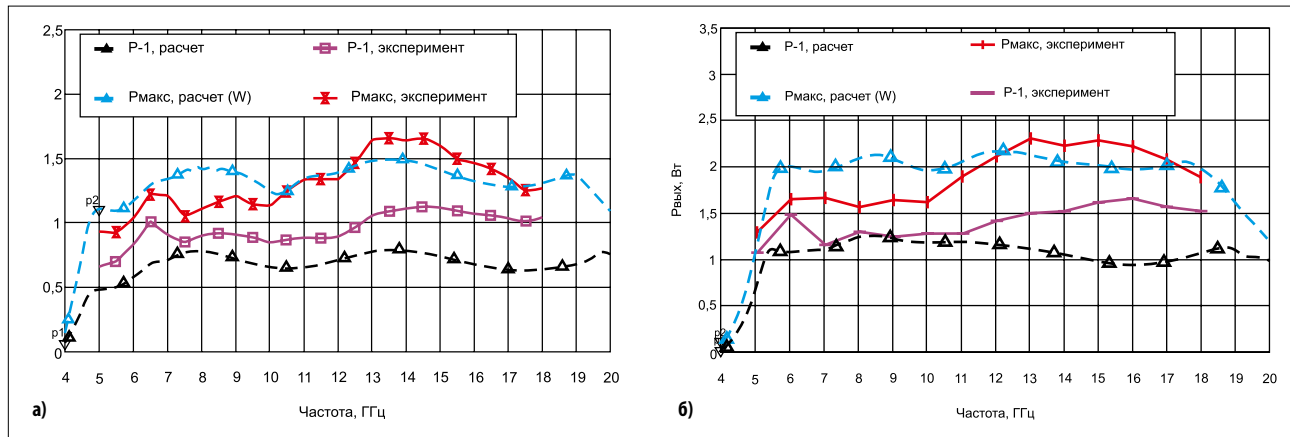 2,5
P-1, расчет
P-1, эксперимент
2
Рмакс, расчет (W)
Рмакс, эксперимент
1,5
p2
1
0,5
p1
0
4 5 6 7 8 9 10 11 12 13 14 15 16 17 18 19 20
Частота, ГГц
а)
3,5
P-1, расчет
Рмакс, эксперимент
3
Рмакс, расчет (W)
P-1, эксперимент
2,5
2
Рвых, Вт
1,5
1
0,5
p2
0
4 5 6 7 8 9 10 11 12 13 14 15 16 17 18 19 20
Частота, ГГц
б)